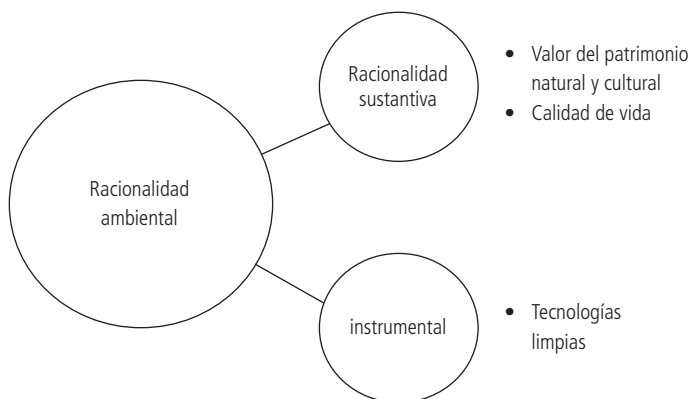 Racionalidad
sustantiva
• Valor del patrimonio
natural y cultural
• Calidad de vida
Racionalidad
ambiental
instrumental
• Tecnologías
limpias